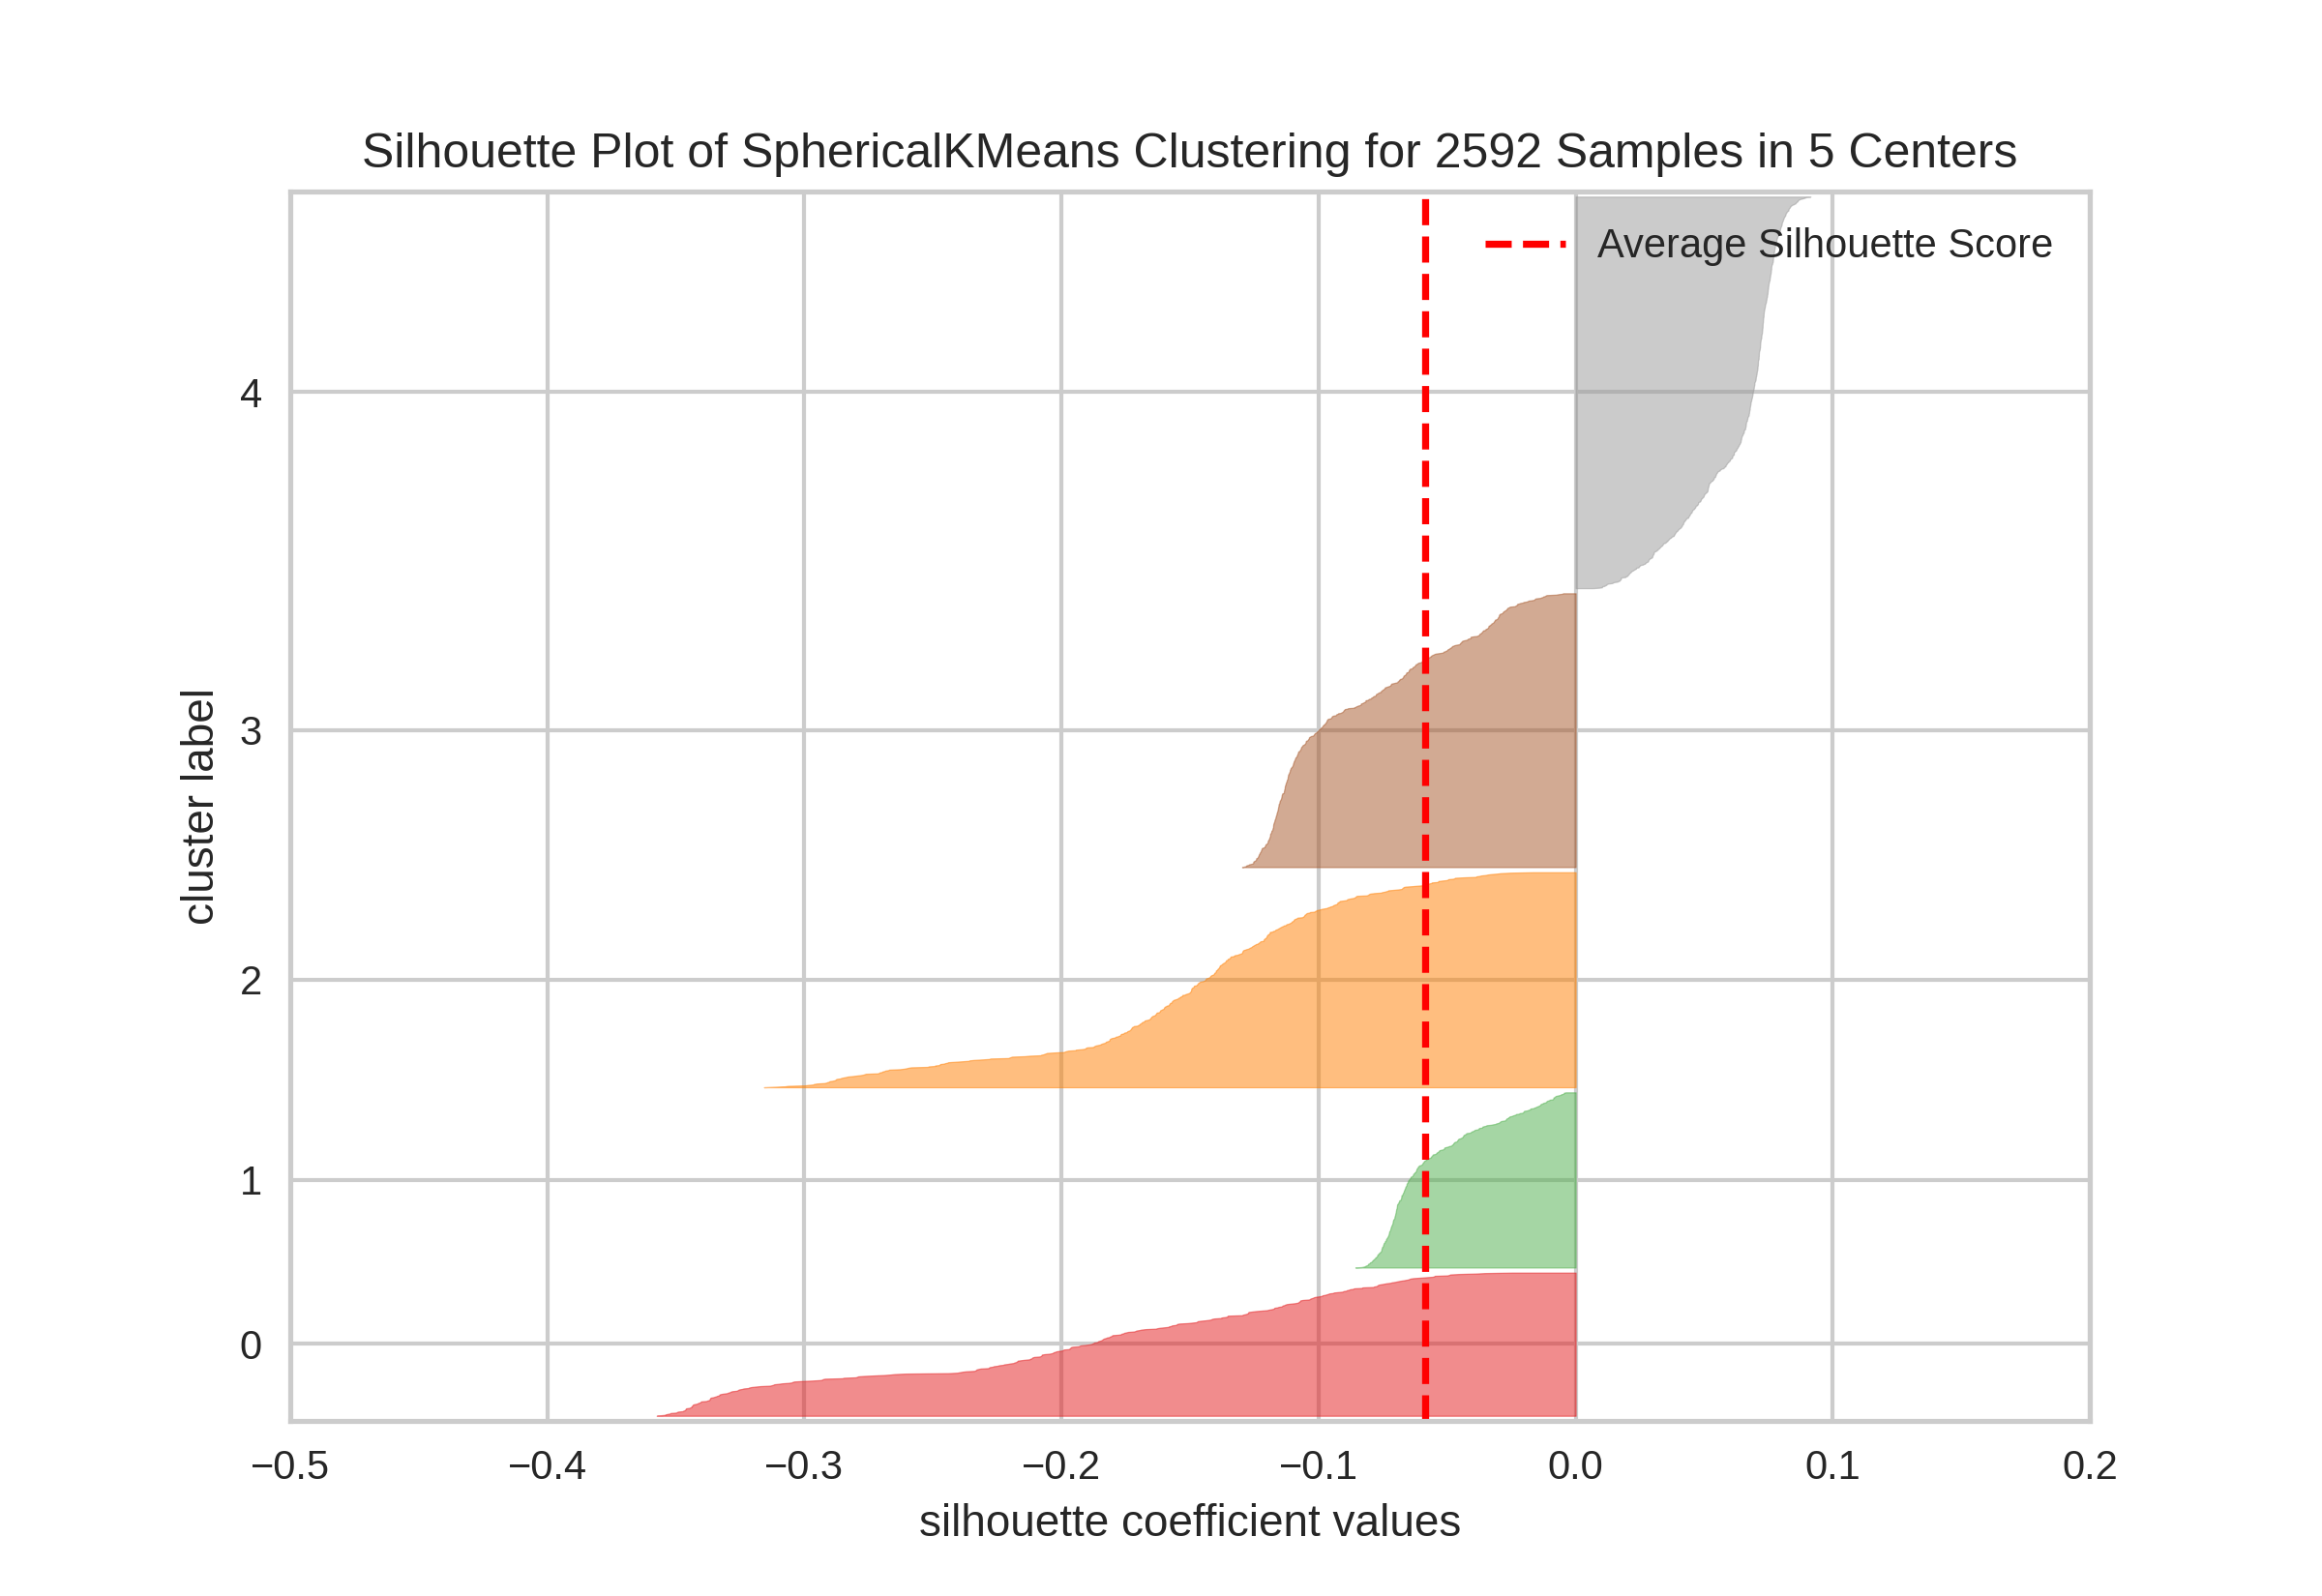 Silhouette Plot of SphericalKMeans Clustering for 2592 Samples in 5 Centers
Average Silhouette Score
4
3
2
1
0
cluster label
−0.5 −0.4 −0.3 −0.2 −0.1 0.0 0.1 0.2
silhouette coefficient values